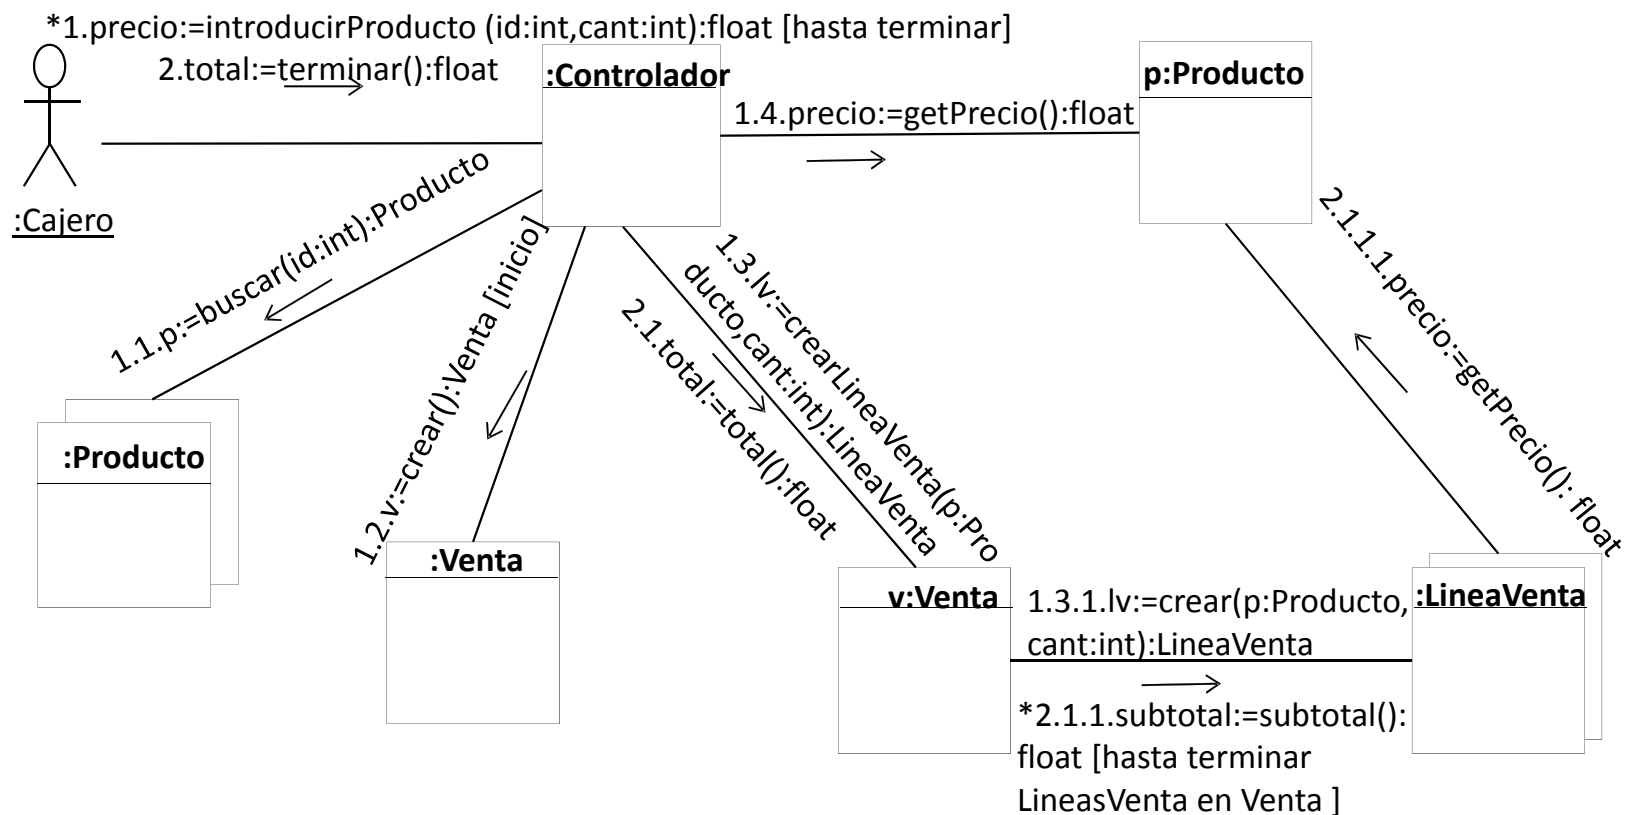 *1.precio:=introducirProducto (id:int,cant:int):float [hasta terminar]
2.total:=terminar():float
:Controlador
p:Producto
1.4.precio:=getPrecio():float
:Cajero
1.1.p:=buscar(id:int):Producto
1.2.v:=crear():Venta [inicio]
1.3.lv:=crearLineaVenta(p:Pro
ducto,cant:int):LineaVenta
2.1.total:=total():float
2.1.1.1.precio:=getPrecio(): float
:Producto
:Venta
v:Venta
1.3.1.lv:=crear(p:Producto,
cant:int):LineaVenta
:LineaVenta
*2.1.1.subtotal:=subtotal():
float [hasta terminar
LineasVenta en Venta ]